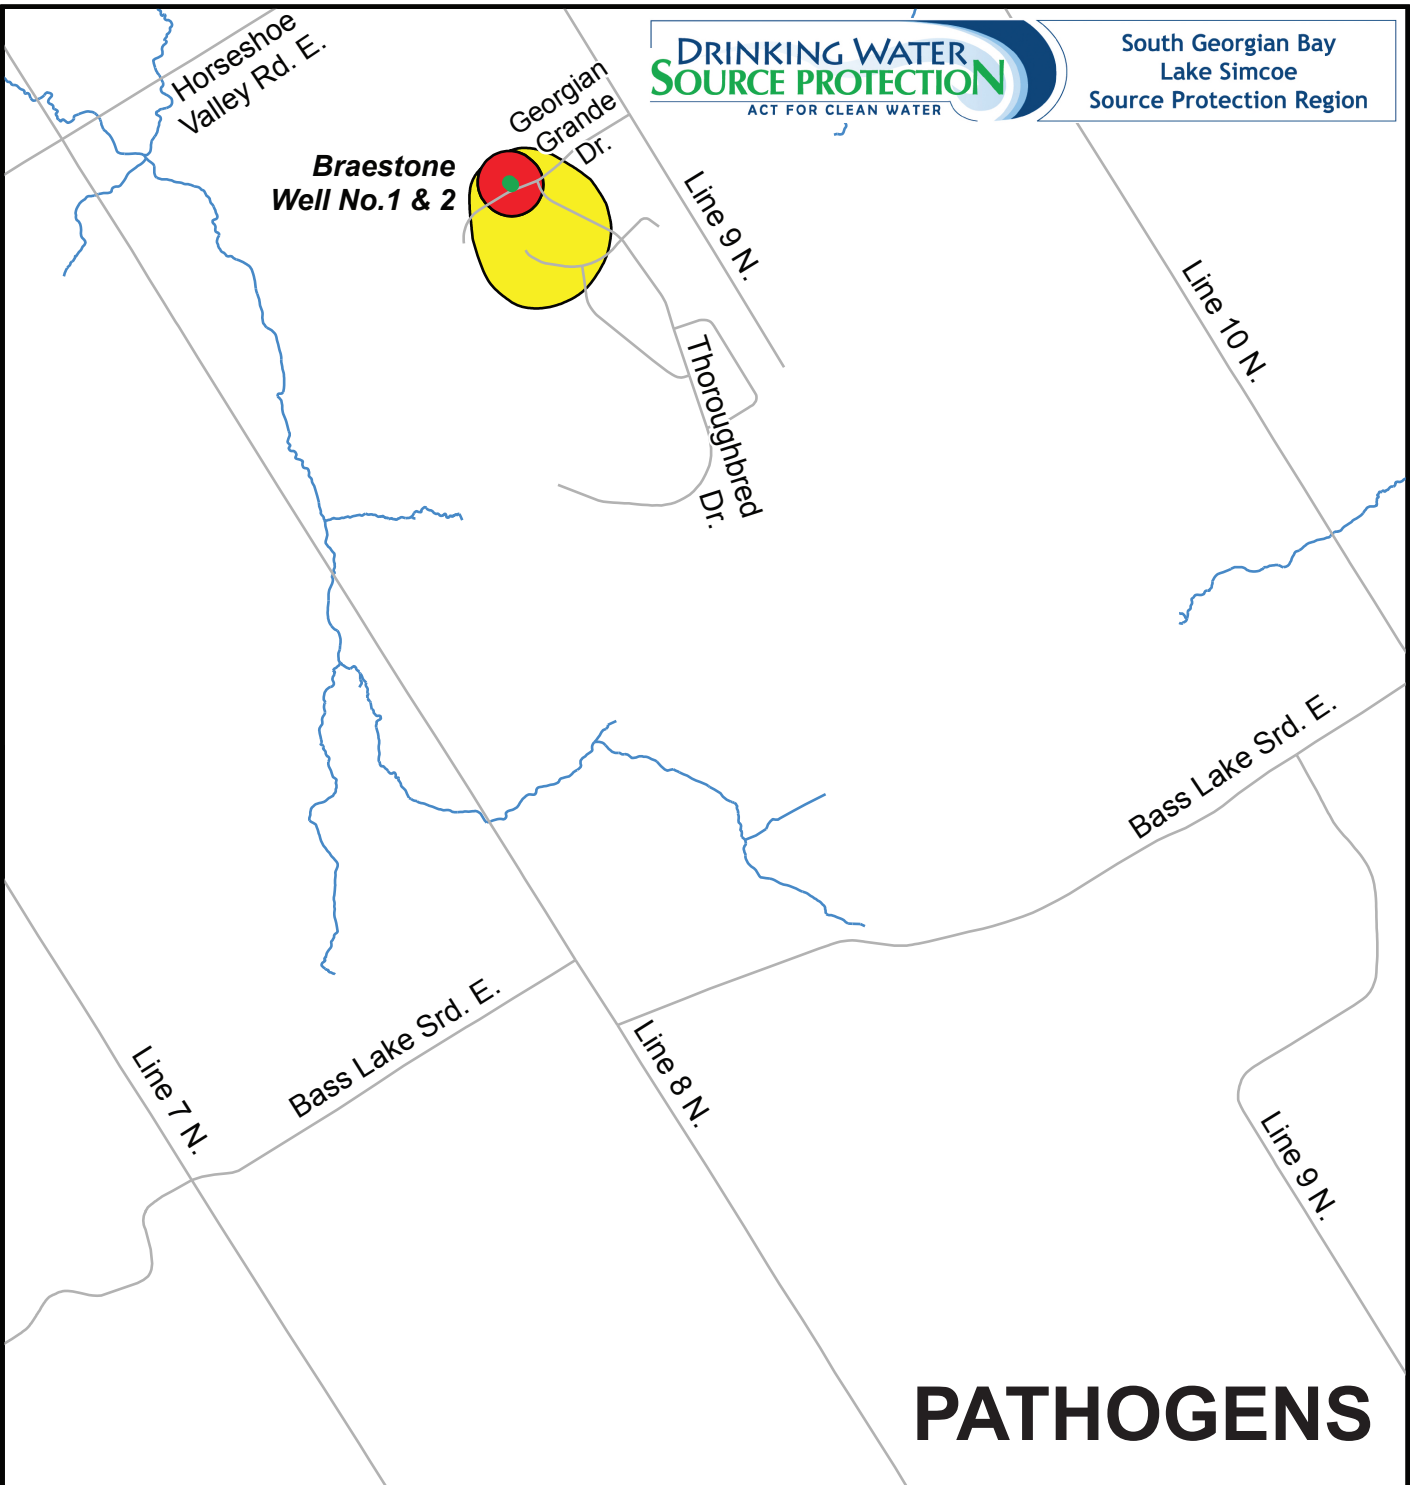 Horseshoe
Valley Rd. E.
DRINKING WATER
SOURCE PROTECTION
ACT FOR CLEAN WATER
South Georgian Bay
Lake Simcoe
Source Protection Region
Georgian
Grande
Dr.
Braestone
Well No.1 & 2
Line 9 N.
Line 10 N.
Thoroughbred
Dr.
Bass Lake Srd. E.
Bass Lake Srd. E.
Line 7 N.
Line 8 N.
Line 9 N.
PATHOGENS